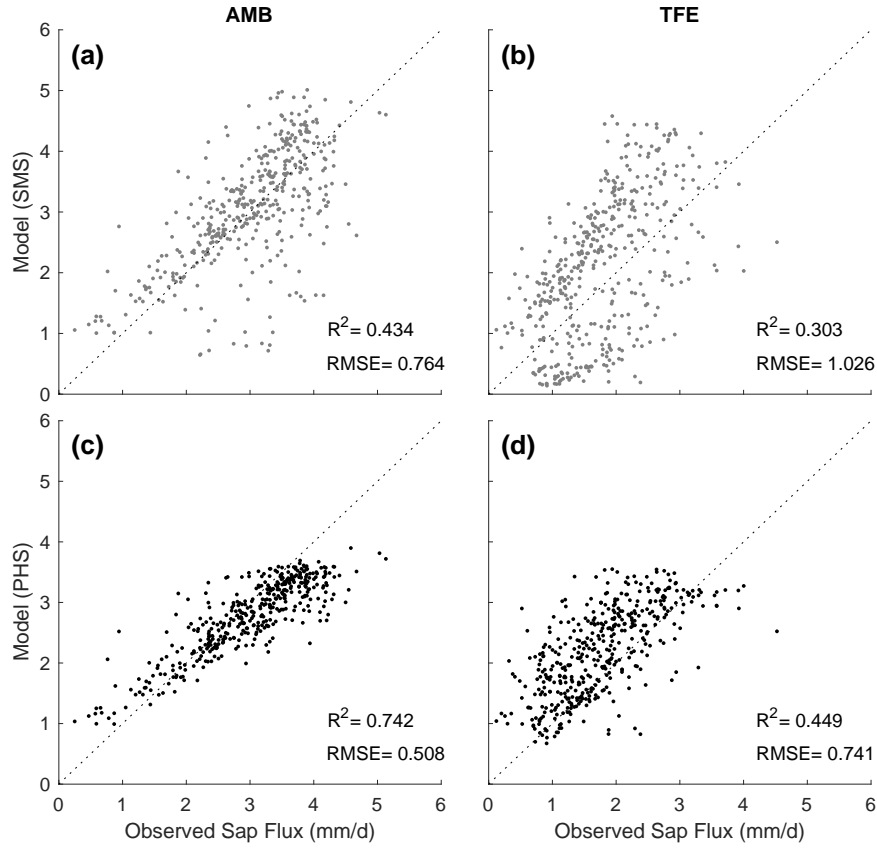 AMB
TFE
(a)
6
5
4
3
2
1
0
Model (SMS)
R²= 0.434
RMSE= 0.764
(b)
R²= 0.303
RMSE= 1.026
(c)
6
5
4
3
2
1
0
Model (PHS)
R²= 0.742
RMSE= 0.508
0 1 2 3 4 5 6
Observed Sap Flux (mm/d)
(d)
R²= 0.449
RMSE= 0.741
0 1 2 3 4 5 6
Observed Sap Flux (mm/d)